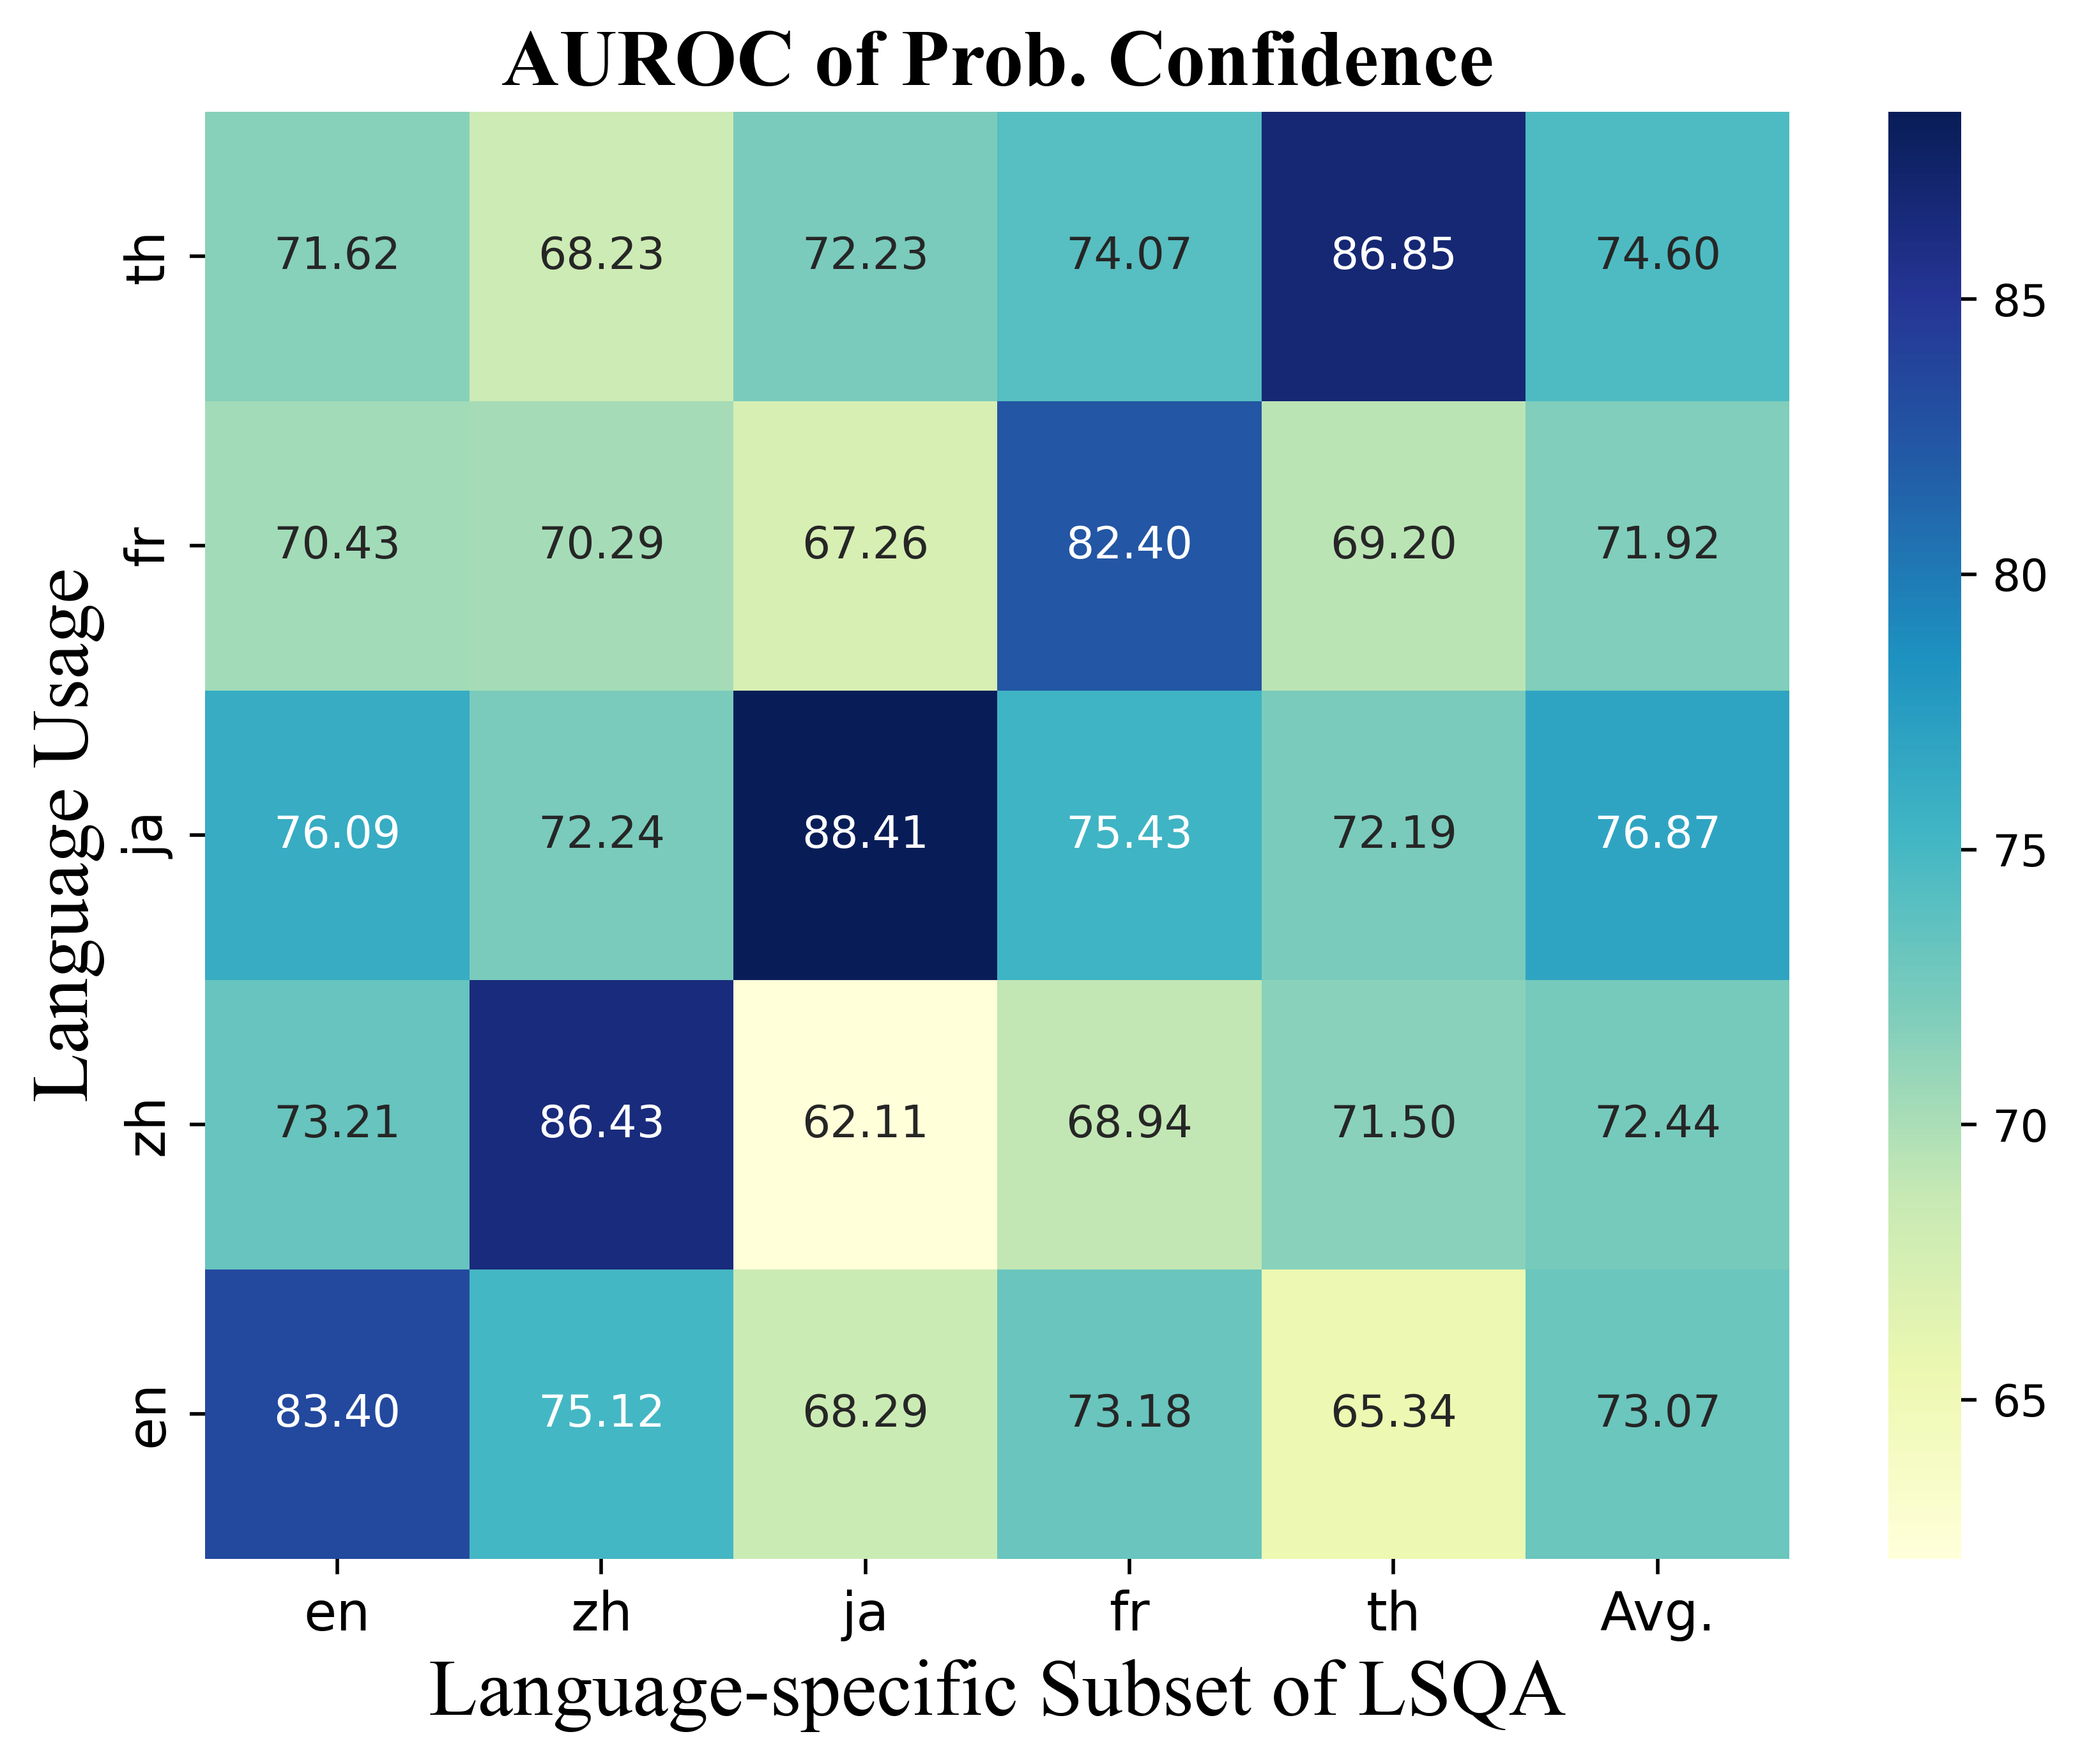 AUROC of Prob. Confidence
Language Usage
th 71.62 68.23 72.23 74.07 86.85 74.60
fr 70.43 70.29 67.26 82.40 69.20 71.92
ja 76.09 72.24 88.41 75.43 72.19 76.87
zh 73.21 86.43 62.11 68.94 71.50 72.44
en 83.40 75.12 68.29 73.18 65.34 73.07
en zh ja fr th Avg.
Language-specific Subset of LSQA
85
80
75
70
65